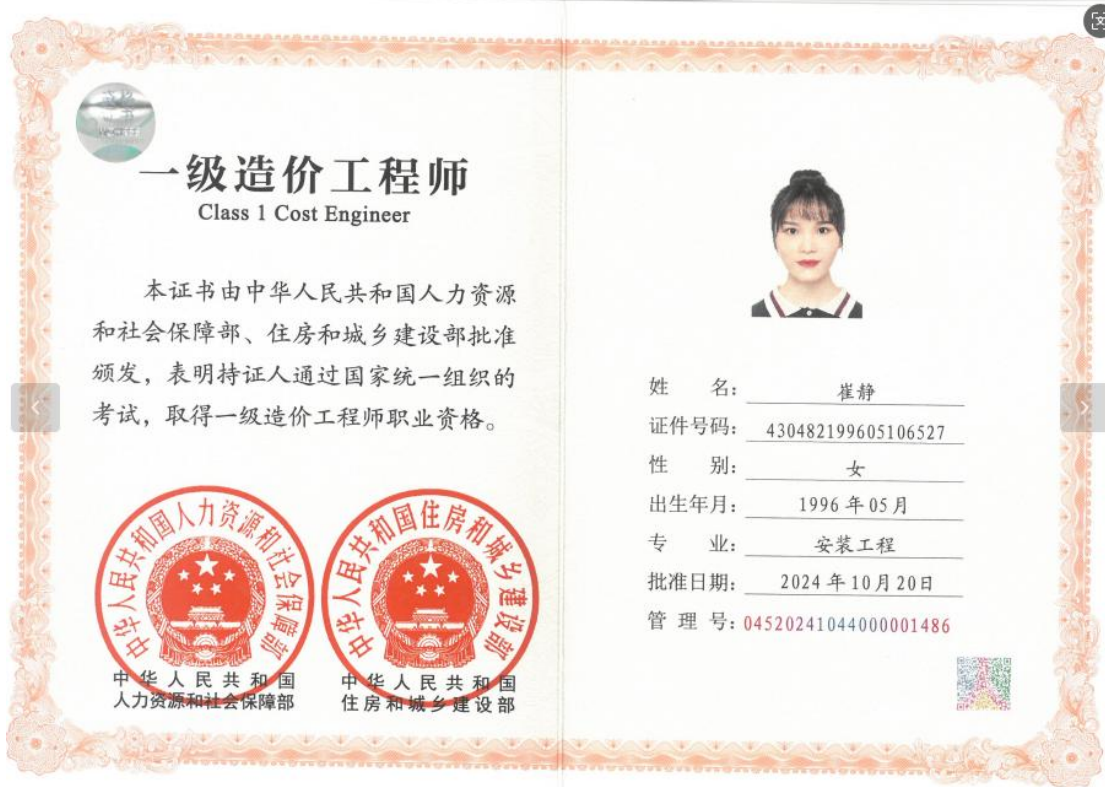 一级造价工程师
Class 1 Cost Engineer
本证书由中华人民共和国人力资源
和社会保障部、住房和城乡建设部批准
颁发，表明持证人通过国家统一组织的
考试，取得一级造价工程师职业资格。
中华人民共和国人力资源和社会保障部
中华人民共和国
人力资源和社会保障部
中华人民共和国住房和城乡建设部
中华人民共和国
住房和城乡建设部
姓 名： 崔静
证件号码： 430482199605106527
性 别： 女
出生年月： 1996年05月
专 业： 安装工程
批准日期： 2024年10月20日
管 理 号： 04520241044000001486